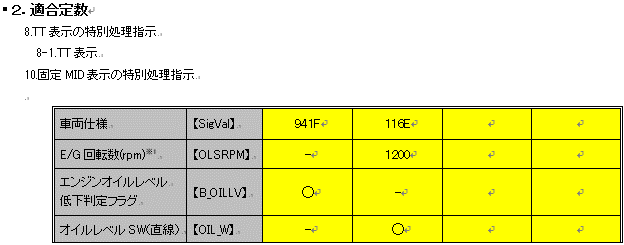 2. 適合定数
8.TT 表示の特別処理指示
8-1.TT 表示
10.固定 MID 表示の特別処理指示
車両仕様 【SigVal】 941F 116E
E/G 回転数(rpm)※1 【OLSRPM】 - 1200
エンジンオイルレベル
低下判定フラグ 【B_OILLV】 〇 -
オイルレベル SW(直線) 【OIL_W】 - 〇